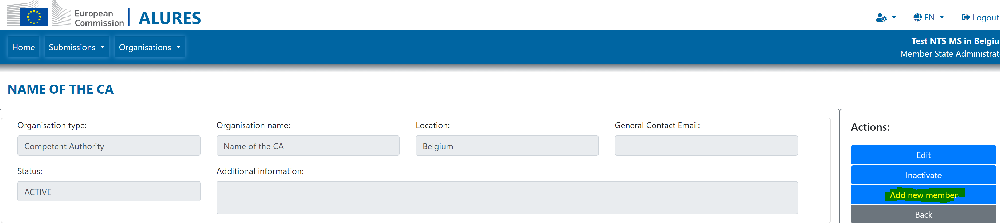 European
Commission
ALURES
EN
Logout
Home
Submissions
Organisations
Test NTS MS in
Member State
NAME OF THE CA
Organisation type:
Organisation name:
Location:
General Contact Email:
Competent Authority
Name of the CA
Belgium
Status:
Additional information:
ACTIVE
Actions:
Edit
Inactivate
Add new member
Back